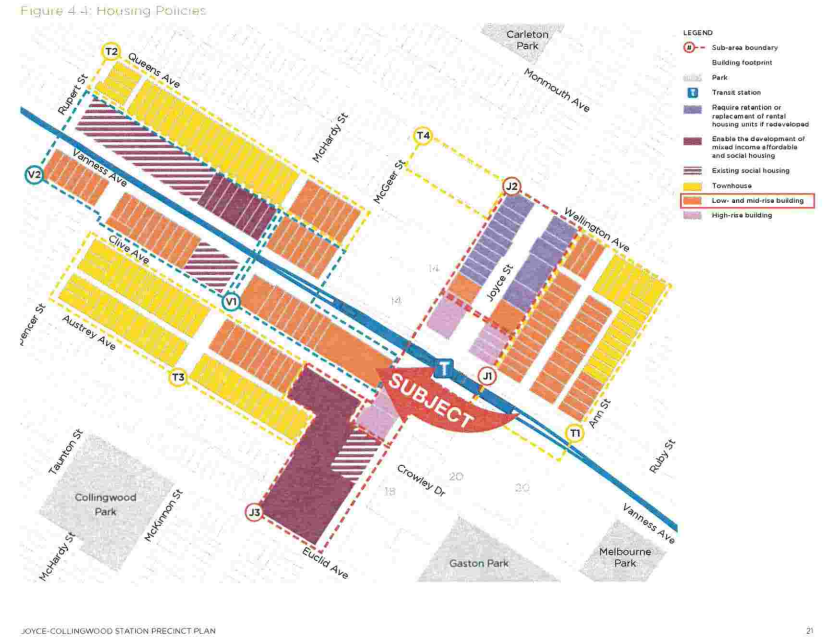 Figure 4.4: Housing Policies
Carleton
Park
Monmouth Ave
T2
Queens Ave
Rupert St
McHardy St
T4
McGeer St
V2
Vanness Ave
J2
Wellington Ave
Clive Ave
14
Joyce St
14
V1
T
J1
SUBJECT
Austrey Ave
T3
Ann St
T1
Ruby St
Taunton St
Crowley Dr
20
18
20
Collingwood
Park
McKinnon St
J3
Vanness Ave
McHardy St
Euclid Ave
Gaston Park
Melbourne
Park
LEGEND
#
Sub-area boundary
Building footprint
Park
T
Transit station
Require retention or
replacement of rental
housing units if redeveloped
Enable the development of
mixed income affordable
and social housing
Existing social housing
Townhouse
Low- and mid-rise building
High-rise building
JOYCE-COLLINGWOOD STATION PRECINCT PLAN
21